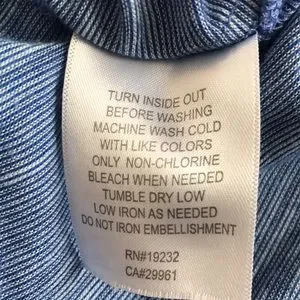 TURN INSIDE OUT
BEFORE WASHING
MACHINE WASH COLD
WITH LIKE COLORS
ONLY NON-CHLORINE
BLEACH WHEN NEEDED
TUMBLE DRY LOW
LOW IRON AS NEEDED
DO NOT IRON EMBELLISHMENT
RN#19232
CA#29961